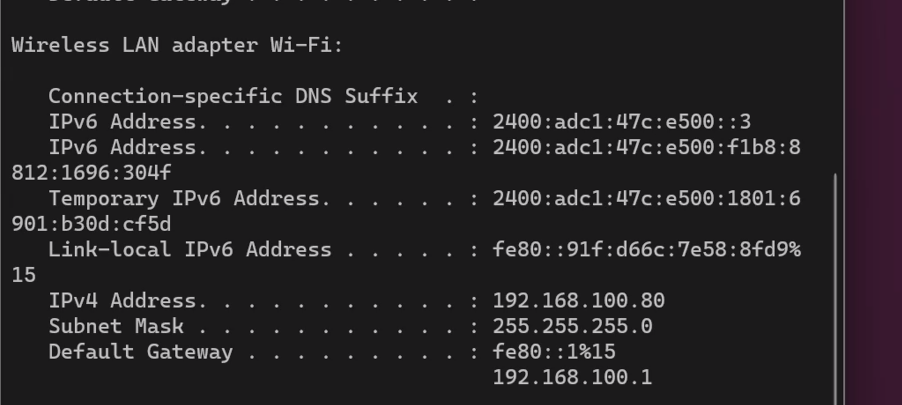 Wireless LAN adapter Wi-Fi:
Connection-specific DNS Suffix  . :
IPv6 Address. . . . . . . . . . . : 2400:adc1:47c:e500::3
IPv6 Address. . . . . . . . . . . : 2400:adc1:47c:e500:f1b8:8
812:1696:304f
Temporary IPv6 Address. . . . . . : 2400:adc1:47c:e500:1801:6
901:b30d:cf5d
Link-local IPv6 Address . . . . . : fe80::91f:d66c:7e58:8fd9%
15
IPv4 Address. . . . . . . . . . . : 192.168.100.80
Subnet Mask . . . . . . . . . . . : 255.255.255.0
Default Gateway . . . . . . . . . : fe80::1%15
192.168.100.1